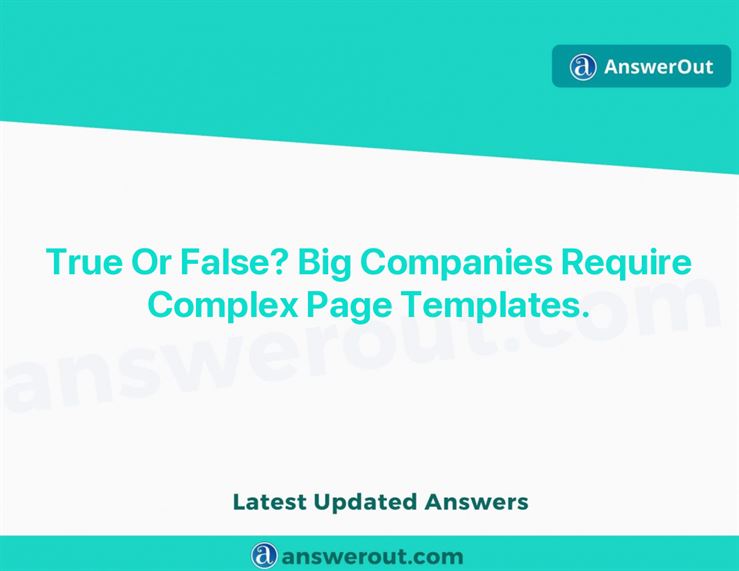 AnswerOut
True Or False? Big Companies Require
Complex Page Templates.
answerout.com
Latest Updated Answers
answerout.com